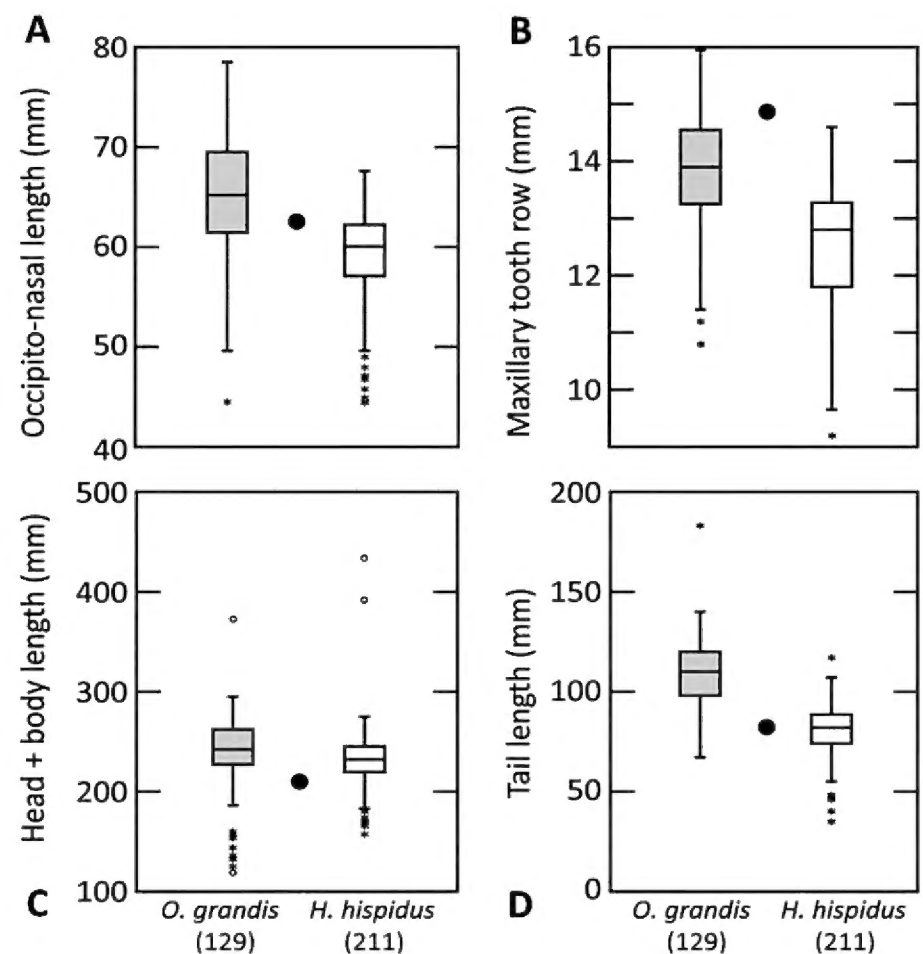 A
Occipito-nasal length (mm)
80
70
60
50
40
B
Maxillary tooth row (mm)
16
14
12
10
C
Head + body length (mm)
500
400
300
200
100
O. grandis
(129)
H. hispidus
(211)
D
Tail length (mm)
200
150
100
50
0
O. grandis
(129)
H. hispidus
(211)